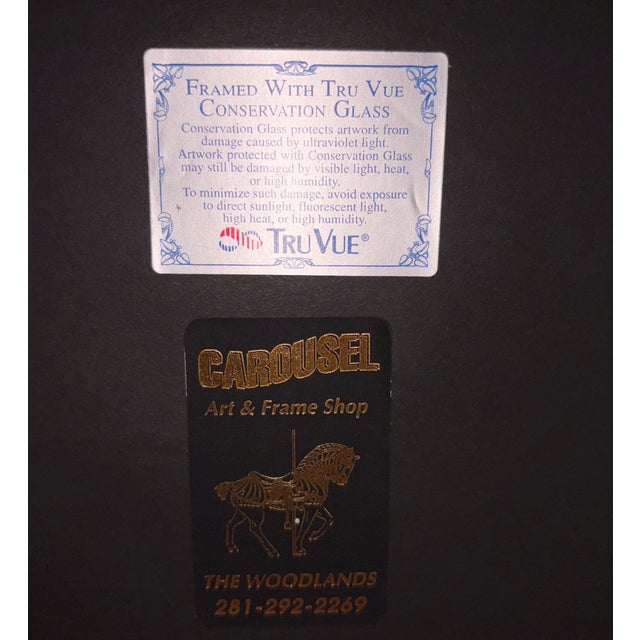 FRAMED WITH TRU VUE
CONSERVATION GLASS
Conservation Glass protects artwork from
damage caused by ultraviolet light.
Artwork protected with Conservation Glass
may still be damaged by visible light, heat,
or high humidity.
To minimize such damage, avoid exposure
to direct sunlight, fluorescent light,
high heat, or high humidity.
TRU VUE®
CAROUSEL
Art & Frame Shop
THE WOODLANDS
281-292-2269